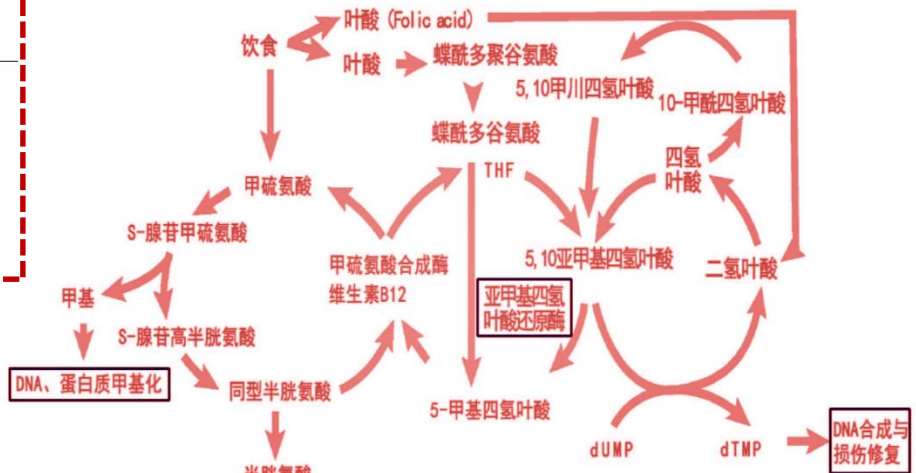 叶酸 (Folic acid)
饮食
叶酸
蝶酰多聚谷氨酸
5,10甲川四氢叶酸
10-甲酰四氢叶酸
蝶酰多谷氨酸
THF
四氢
叶酸
甲硫氨酸
S-腺苷甲硫氨酸
甲硫氨酸合成酶
维生素B12
5,10亚甲基四氢叶酸
二氢叶酸
亚甲基四氢
叶酸还原酶
甲基
S-腺苷高半胱氨酸
DNA、蛋白质甲基化
同型半胱氨酸
5-甲基四氢叶酸
dUMP
dTMP
DNA合成与
损伤修复
半胱氨酸